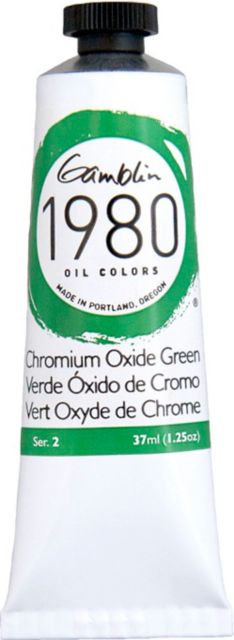 Gamblin
1980
OIL COLORS
MADE IN PORTLAND, OREGON
®
Chromium Oxide Green
Verde Óxido de Cromo
Vert Oxyde de Chrome
Ser. 2 37ml (1.25oz)